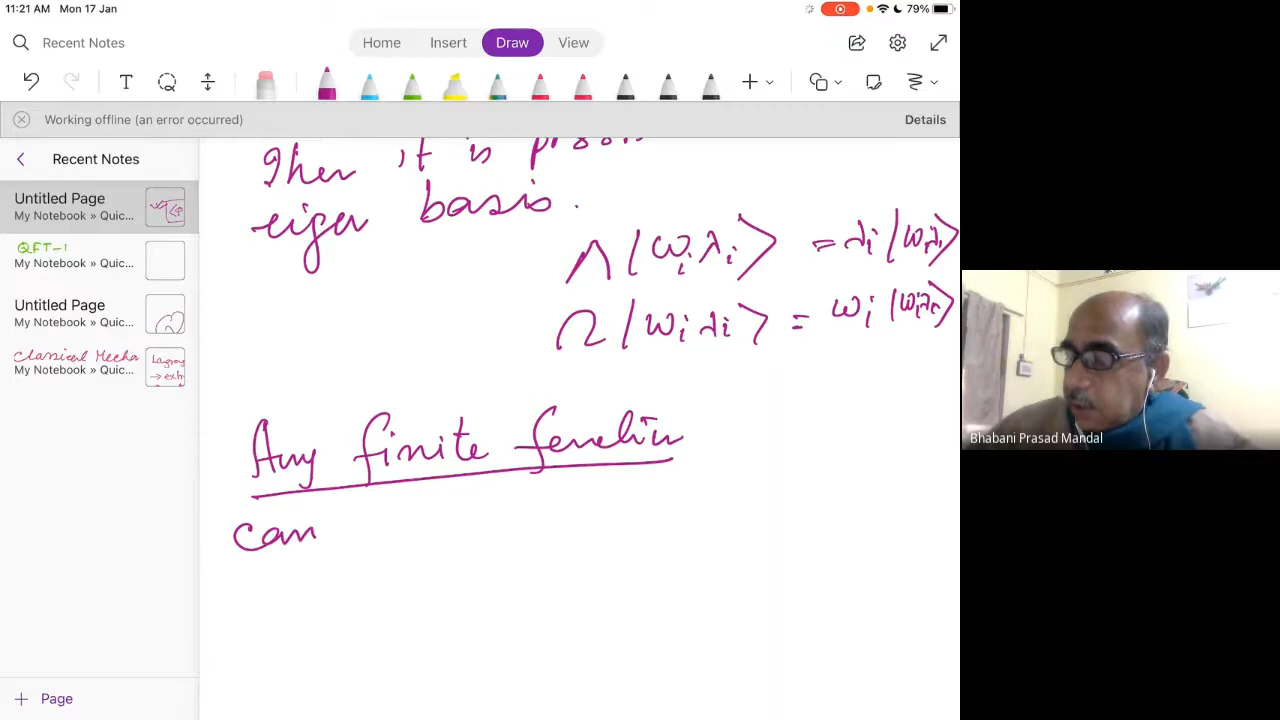 11:21 AM Mon 17 Jan
79%
Recent Notes
Home Insert Draw View
Working offline (an error occurred)
Details
Recent Notes
Untitled Page
My Notebook » Quic...
QFT-1
My Notebook » Quic...
Untitled Page
My Notebook » Quic...
Classical Mecha
My Notebook » Quic...
Page
Then it is
eigen basis.
Λ|ωᵢλᵢ> = λᵢ|ωᵢλᵢ>
Ω|ωᵢλᵢ> = ωᵢ|ωᵢλᵢ>
Any finite function
can
Bhabani Prasad Mandal